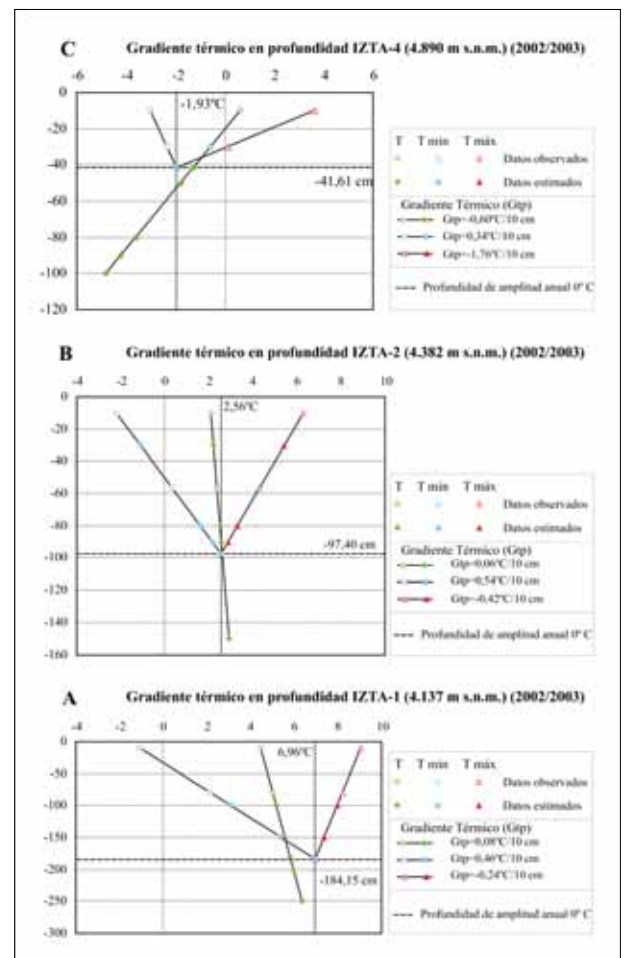 C Gradiente térmico en profundidad IZTA-4 (4.890 m s.n.m.) (2002/2003)
-6 -4 -2 0 2 4 6
0
-20
-40
-60
-80
-100
-120
-1,93ºC
-41,61 cm
T T min T máx
Datos observados
Datos estimados
Gradiente Térmico (Gtp)
Gtp=-0,60ºC/10 cm
Gtp=0,34ºC/10 cm
Gtp=-1,76ºC/10 cm
Profundidad de amplitud anual 0º C
B Gradiente térmico en profundidad IZTA-2 (4.382 m s.n.m.) (2002/2003)
-4 -2 0 2 4 6 8 10
0
-20
-40
-60
-80
-100
-120
-140
-160
2,56ºC
-97,40 cm
T T min T máx
Datos observados
Datos estimados
Gradiente Térmico (Gtp)
Gtp=0,06ºC/10 cm
Gtp=0,54ºC/10 cm
Gtp=-0,42ºC/10 cm
Profundidad de amplitud anual 0º C
A Gradiente térmico en profundidad IZTA-1 (4.137 m s.n.m.) (2002/2003)
-4 -2 0 2 4 6 8 10
0
-50
-100
-150
-200
-250
-300
6,96ºC
-184,15 cm
T T min T máx
Datos observados
Datos estimados
Gradiente Térmico (Gtp)
Gtp=0,08ºC/10 cm
Gtp=0,46ºC/10 cm
Gtp=-0,24ºC/10 cm
Profundidad de amplitud anual 0º C